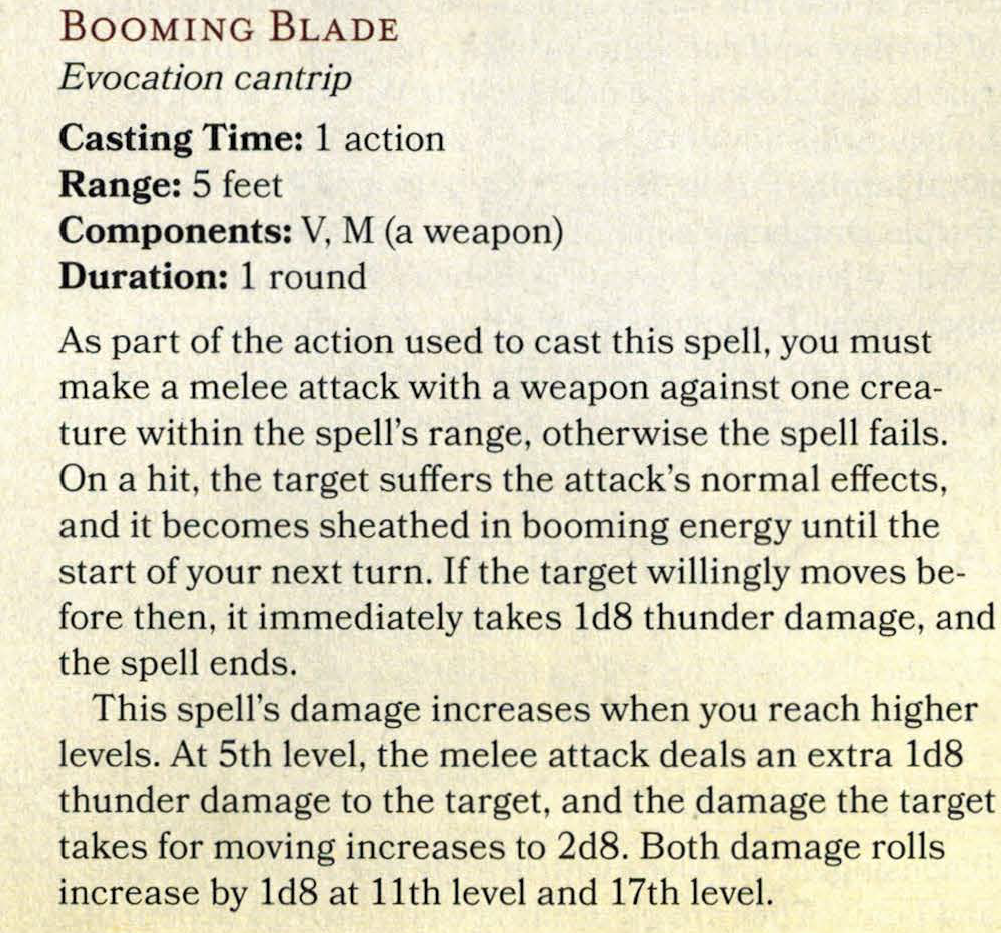 BOOMING BLADE
Evocation cantrip
Casting Time: 1 action
Range: 5 feet
Components: V, M (a weapon)
Duration: 1 round
As part of the action used to cast this spell, you must
make a melee attack with a weapon against one crea-
ture within the spell's range, otherwise the spell fails.
On a hit, the target suffers the attack's normal effects,
and it becomes sheathed in booming energy until the
start of your next turn. If the target willingly moves be-
fore then, it immediately takes 1d8 thunder damage, and
the spell ends.
This spell's damage increases when you reach higher
levels. At 5th level, the melee attack deals an extra 1d8
thunder damage to the target, and the damage the target
takes for moving increases to 2d8. Both damage rolls
increase by 1d8 at 11th level and 17th level.